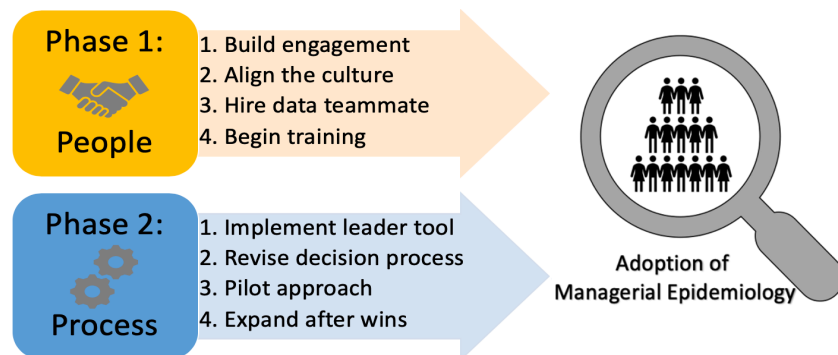 Phase 1:
People
1. Build engagement
2. Align the culture
3. Hire data teammate
4. Begin training
Phase 2:
Process
1. Implement leader tool
2. Revise decision process
3. Pilot approach
4. Expand after wins
Adoption of
Managerial Epidemiology